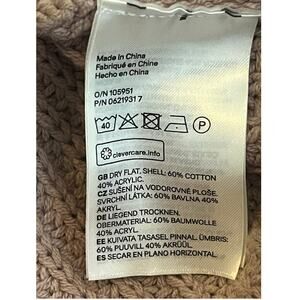 Made in China
Fabriqué en Chine
Hecho en China
O/N 105951
P/N 06219317
40
P
clevercare.info
GB DRY FLAT, SHELL: 60% COTTON
40% ACRYLIC.
CZ SUŠENÍ NA VODOROVNÉ PLOŠE.
SVRCHNÍ LÁTKA: 60% BAVLNA 40%
AKRYL.
DE LIEGEND TROCKNEN.
OBERMATERIAL: 60% BAUMWOLLE
40% ACRYL.
EE KUIVATA TASASEL PINNAL. ÜMBRIS:
60% PUUVILL 40% AKRÜÜL.
ES SECAR EN PLANO HORIZONTAL.